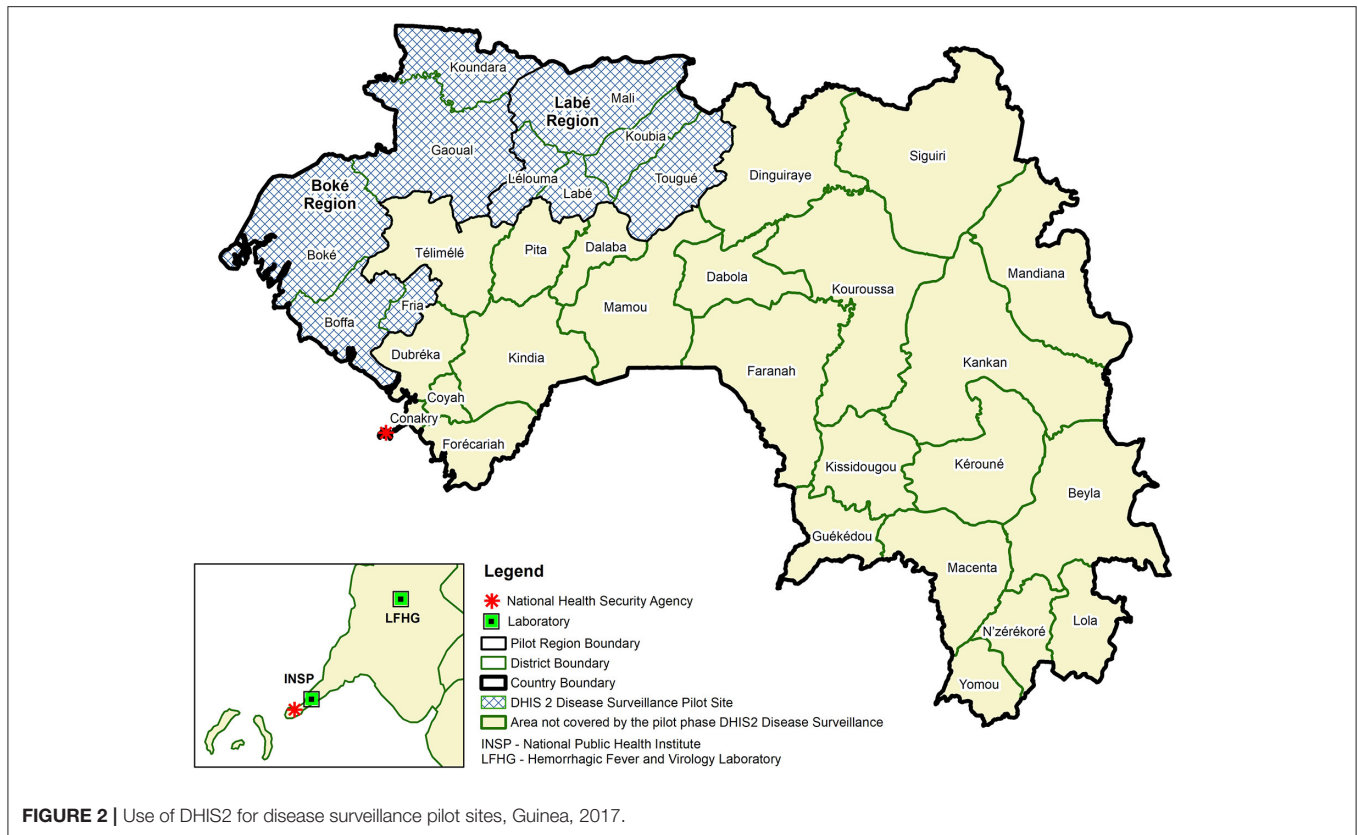 Koundara
Labé
Region
Mali
Koubia
Gaoual
Siguiri
Dinguiraye
Lélouma
Labé
Tougué
Boké
Region
Boké
Télimélé
Pita
Dalaba
Dabola
Mandiana
Kouroussa
Fria
Boffa
Mamou
Dubréka
Kindia
Faranah
Kankan
Coyah
Conakry
Forécariah
Kissidougou
Kérouné
Beyla
Guékédou
Macenta
N'zérékoré
Lola
Yomou
LFHG
INSP
Legend
National Health Security Agency
Laboratory
Pilot Region Boundary
District Boundary
Country Boundary
DHIS 2 Disease Surveillance Pilot Site
Area not covered by the pilot phase DHIS2 Disease Surveillance
INSP - National Public Health Institute
LFHG - Hemorrhagic Fever and Virology Laboratory
FIGURE 2 | Use of DHIS2 for disease surveillance pilot sites, Guinea, 2017.